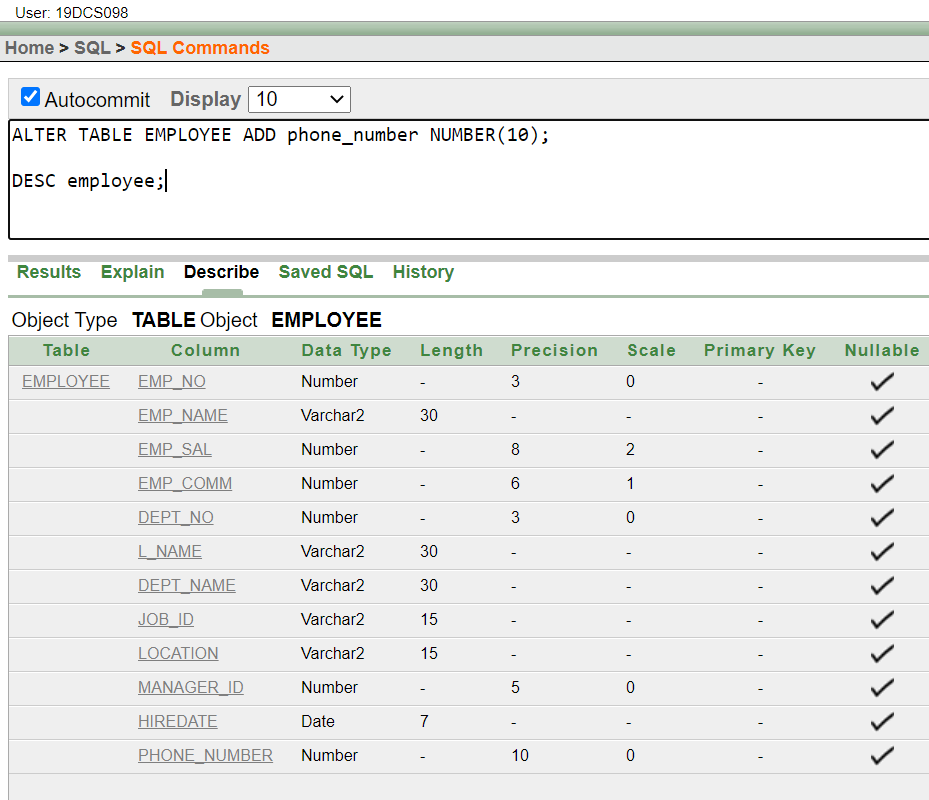 User: 19DCS098
Home > SQL > SQL Commands
Autocommit Display 10
ALTER TABLE EMPLOYEE ADD phone_number NUMBER(10);
DESC employee;
Results Explain Describe Saved SQL History
Object Type TABLE Object EMPLOYEE
Table Column Data Type Length Precision Scale Primary Key Nullable
EMPLOYEE EMP_NO Number - 3 0 -
EMP_NAME Varchar2 30 - - -
EMP_SAL Number - 8 2 -
EMP_COMM Number - 6 1 -
DEPT_NO Number - 3 0 -
L_NAME Varchar2 30 - - -
DEPT_NAME Varchar2 30 - - -
JOB_ID Varchar2 15 - - -
LOCATION Varchar2 15 - - -
MANAGER_ID Number - 5 0 -
HIREDATE Date 7 - - -
PHONE_NUMBER Number - 10 0 -